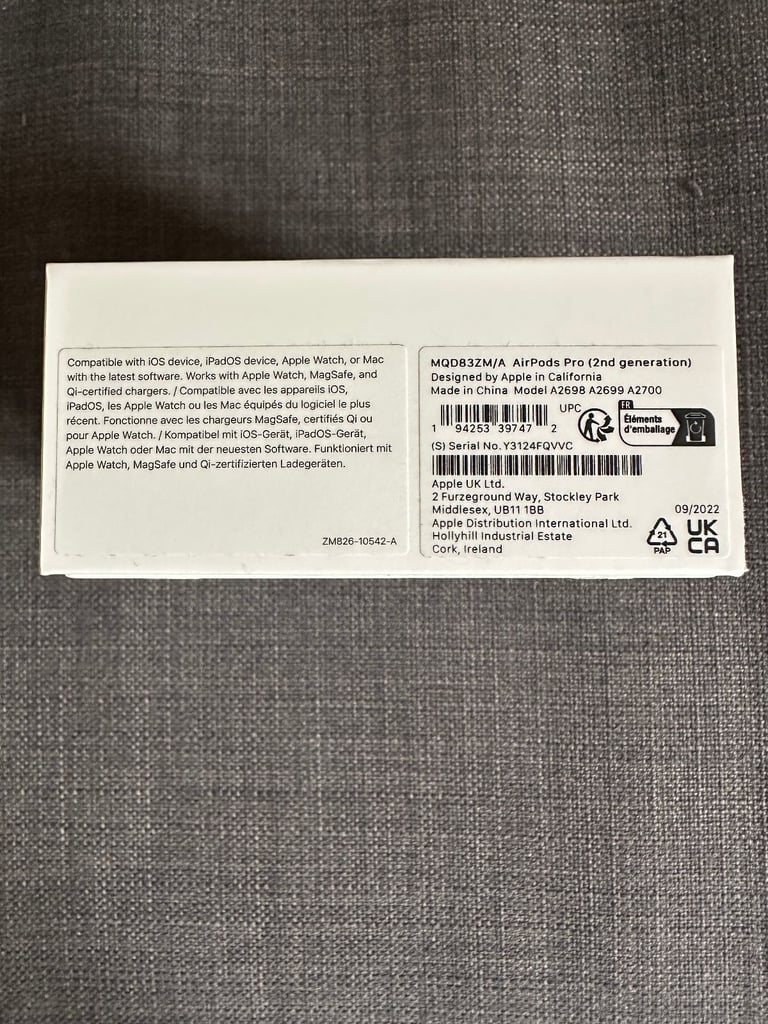 Compatible with iOS device, iPadOS device, Apple Watch, or Mac
with the latest software. Works with Apple Watch, MagSafe, and
Qi-certified chargers. / Compatible avec les appareils iOS,
iPadOS, les Apple Watch ou les Mac équipés du logiciel le plus
récent. Fonctionne avec les chargeurs MagSafe, certifiés Qi ou
pour Apple Watch. / Kompatibel mit iOS-Gerät, iPadOS-Gerät,
Apple Watch oder Mac mit der neuesten Software. Funktioniert mit
Apple Watch, MagSafe und Qi-zertifizierten Ladegeräten.
ZM826-10542-A
MQD83ZM/A AirPods Pro (2nd generation)
Designed by Apple in California
Made in China Model A2698 A2699 A2700
UPC
1 94253 39747 2
FR
Éléments
d'emballage
(S) Serial No. Y3124FQVVC
Apple UK Ltd.
2 Furzeground Way, Stockley Park
Middlesex, UB11 1BB
Apple Distribution International Ltd.
Hollyhill Industrial Estate
Cork, Ireland
09/2022
21
PAP
UK
CA